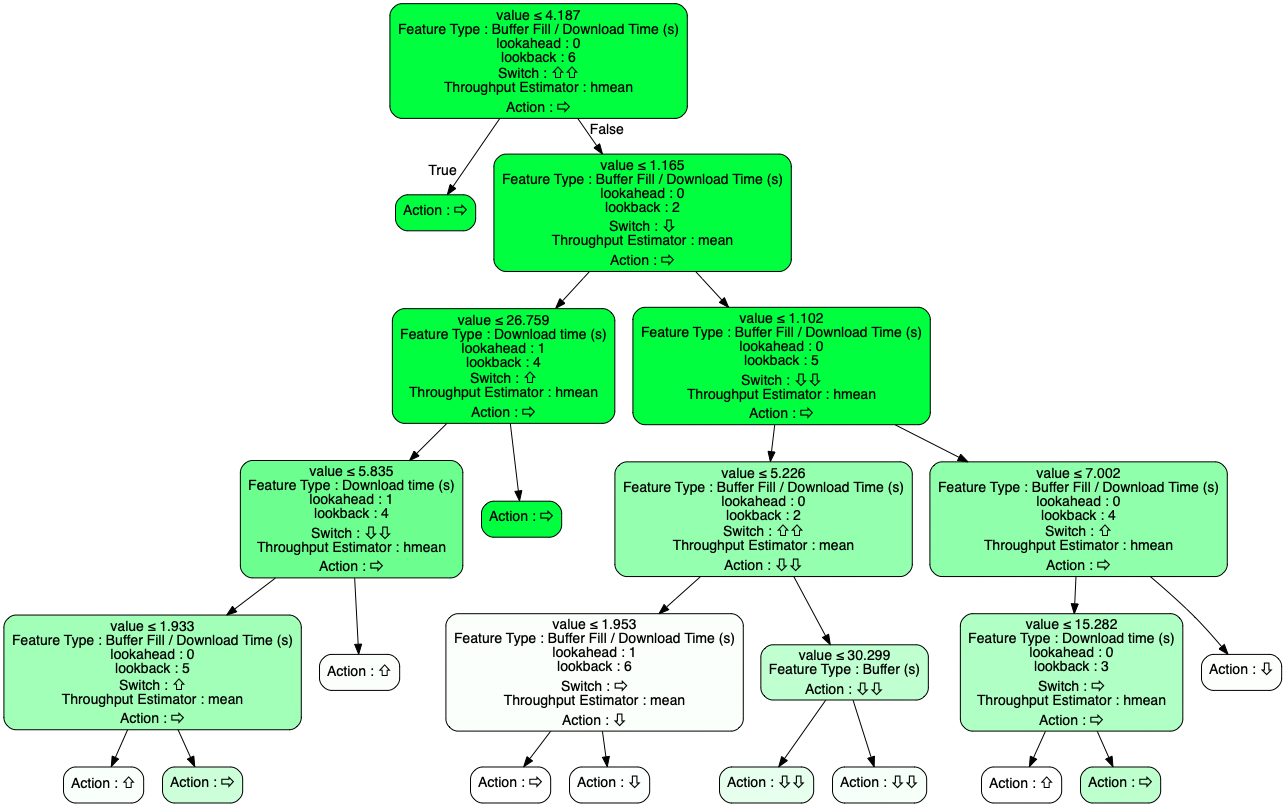 value ≤ 4.187
Feature Type : Buffer Fill / Download Time (s)
lookahead : 0
lookback : 6
Switch : ⇧⇧
Throughput Estimator : hmean
Action : ⇨
True
False
Action : ⇨
value ≤ 1.165
Feature Type : Buffer Fill / Download Time (s)
lookahead : 0
lookback : 2
Switch : ⇩
Throughput Estimator : mean
Action : ⇨
value ≤ 26.759
Feature Type : Download time (s)
lookahead : 1
lookback : 4
Switch : ⇧
Throughput Estimator : hmean
Action : ⇨
value ≤ 1.102
Feature Type : Buffer Fill / Download Time (s)
lookahead : 0
lookback : 5
Switch : ⇩⇩
Throughput Estimator : hmean
Action : ⇨
value ≤ 5.835
Feature Type : Download time (s)
lookahead : 1
lookback : 4
Switch : ⇩⇩
Throughput Estimator : hmean
Action : ⇨
Action : ⇨
value ≤ 5.226
Feature Type : Buffer Fill / Download Time (s)
lookahead : 0
lookback : 2
Switch : ⇧⇧
Throughput Estimator : mean
Action : ⇩⇩
value ≤ 7.002
Feature Type : Buffer Fill / Download Time (s)
lookahead : 0
lookback : 4
Switch : ⇧
Throughput Estimator : hmean
Action : ⇨
value ≤ 1.933
Feature Type : Buffer Fill / Download Time (s)
lookahead : 0
lookback : 5
Switch : ⇧
Throughput Estimator : mean
Action : ⇨
Action : ⇧
value ≤ 1.953
Feature Type : Buffer Fill / Download Time (s)
lookahead : 1
lookback : 6
Switch : ⇨
Throughput Estimator : mean
Action : ⇩
value ≤ 30.299
Feature Type : Buffer (s)
Action : ⇩⇩
value ≤ 15.282
Feature Type : Download time (s)
lookahead : 0
lookback : 3
Switch : ⇨
Throughput Estimator : hmean
Action : ⇨
Action : ⇩
Action : ⇧
Action : ⇨
Action : ⇨
Action : ⇩
Action : ⇩⇩
Action : ⇩⇩
Action : ⇧
Action : ⇨